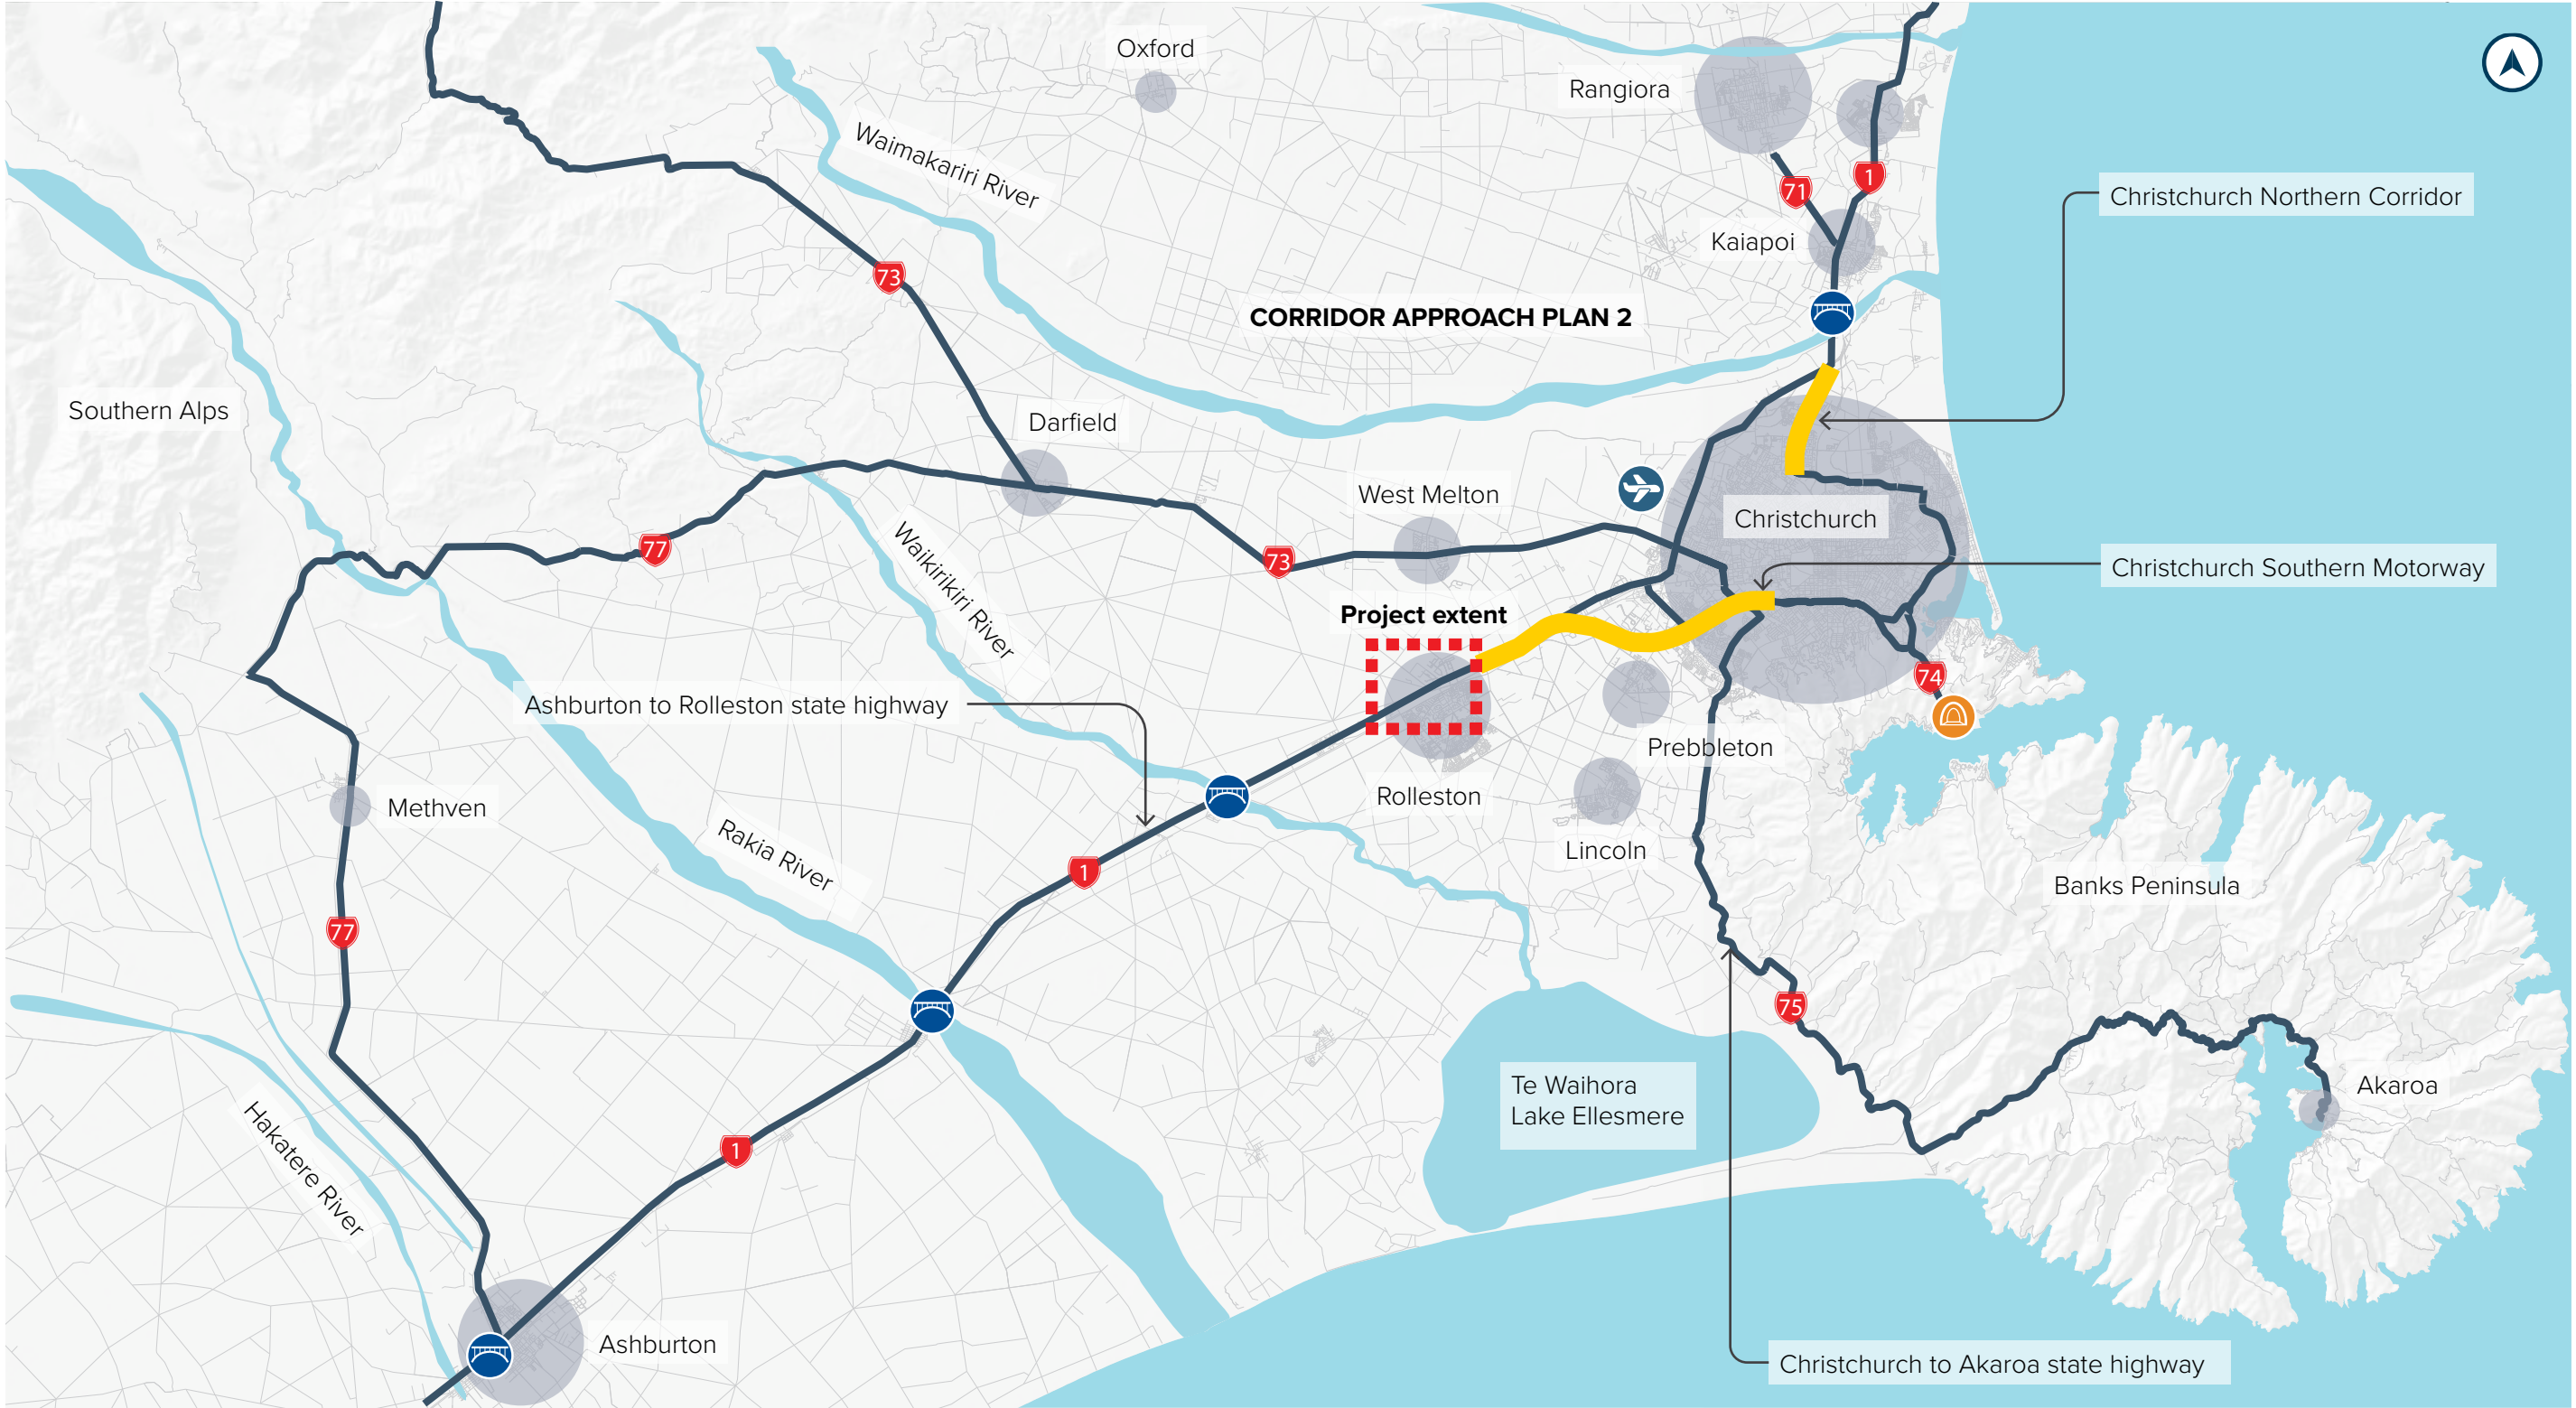 Oxford
Rangiora
Waimakariri River
71
1
Christchurch Northern Corridor
Kaiapoi
73
CORRIDOR APPROACH PLAN 2
Southern Alps
Darfield
West Melton
Christchurch
77
Waikirikiri River
73
Christchurch Southern Motorway
Project extent
74
Ashburton to Rolleston state highway
Prebbleton
Rolleston
Methven
Rakia River
Lincoln
1
Banks Peninsula
77
75
Te Waihora
Lake Ellesmere
Akaroa
Hakatere River
1
Ashburton
Christchurch to Akaroa state highway